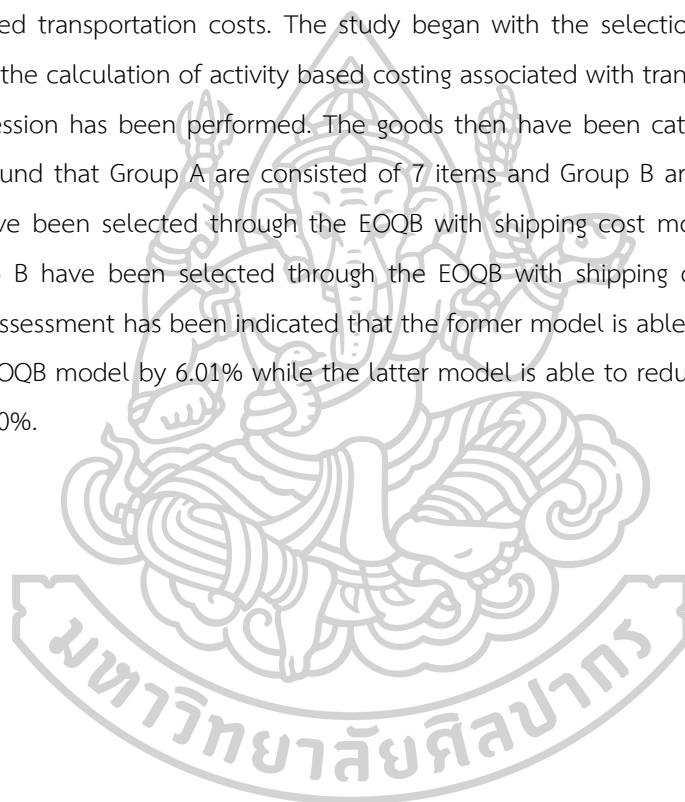 ed transportation costs. The study began with the selectio
the calculation of activity based costing associated with tran
ession has been performed. The goods then have been cat
und that Group A are consisted of 7 items and Group B ar
ve been selected through the EOQB with shipping cost mo
B have been selected through the EOQB with shipping c
ssessment has been indicated that the former model is able
OQB model by 6.01% while the latter model is able to redu
0%.
มหาวิทยาลัยศิลปากร